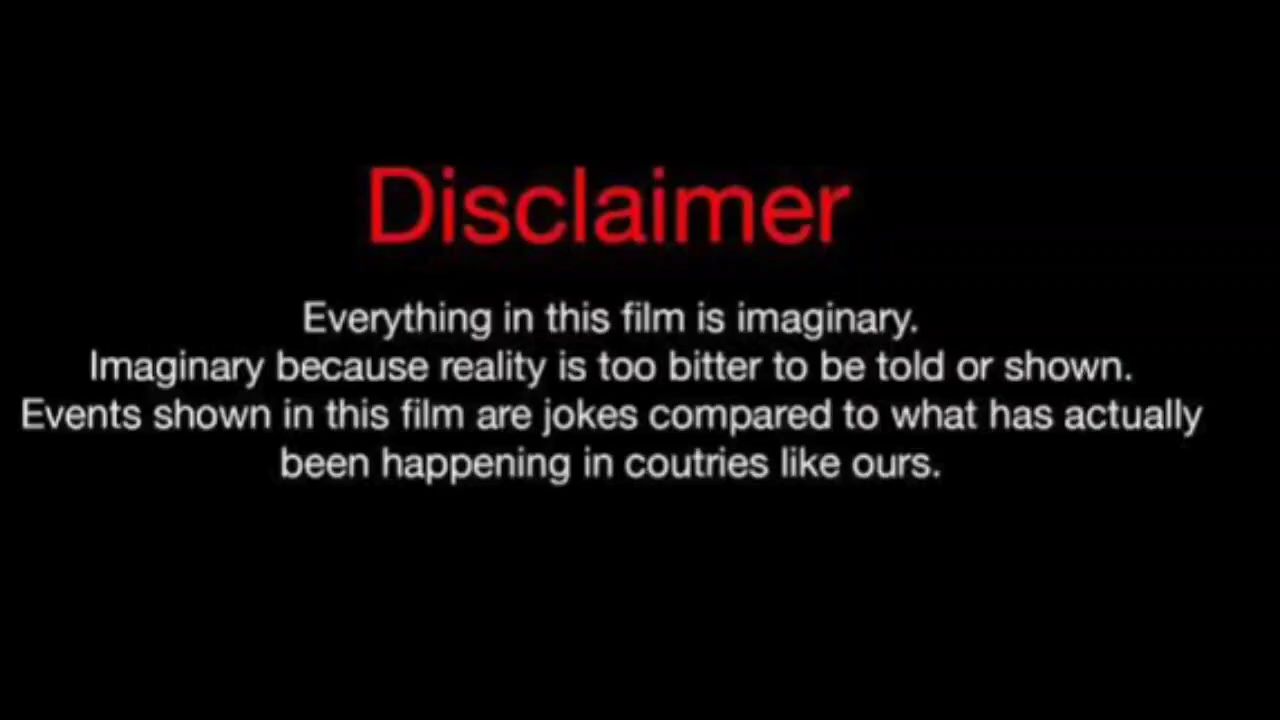 Disclaimer
Everything in this film is imaginary.
Imaginary because reality is too bitter to be told or shown.
Events shown in this film are jokes compared to what has actually
been happening in coutries like ours.